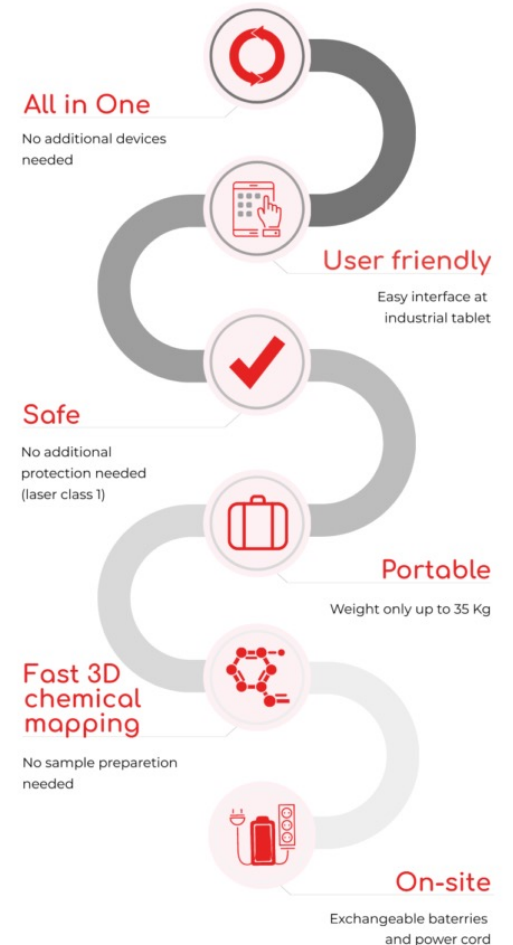 All in One
No additional devices
needed
User friendly
Easy interface at
industrial tablet
Safe
No additional
protection needed
(laser class 1)
Portable
Weight only up to 35 Kg
Fast 3D
chemical
mapping
No sample preparetion
needed
On-site
Exchangeable baterries
and power cord